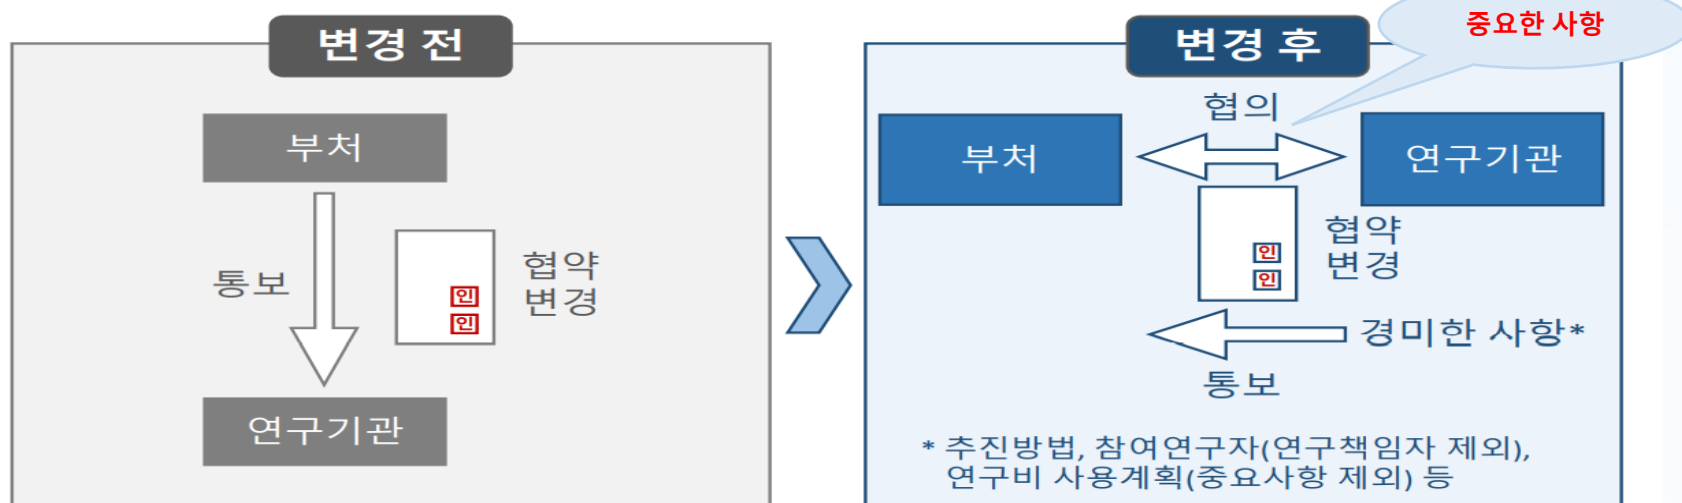 변경 전
부처
통보
협약
변경
인
인
연구기관
변경 후
중요한 사항
협의
부처
연구기관
협약
변경
인
인
경미한 사항*
통보
* 추진방법, 참여연구자(연구책임자 제외),
연구비 사용계획(중요사항 제외) 등